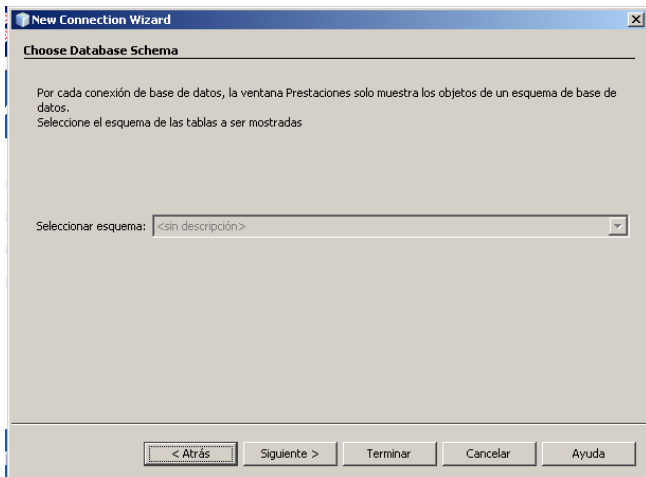 New Connection Wizard
Choose Database Schema
Por cada conexión de base de datos, la ventana Prestaciones solo muestra los objetos de un esquema de base de
datos.
Seleccione el esquema de las tablas a ser mostradas
Seleccionar esquema: <sin descripción>
< Atrás Siguiente > Terminar Cancelar Ayuda